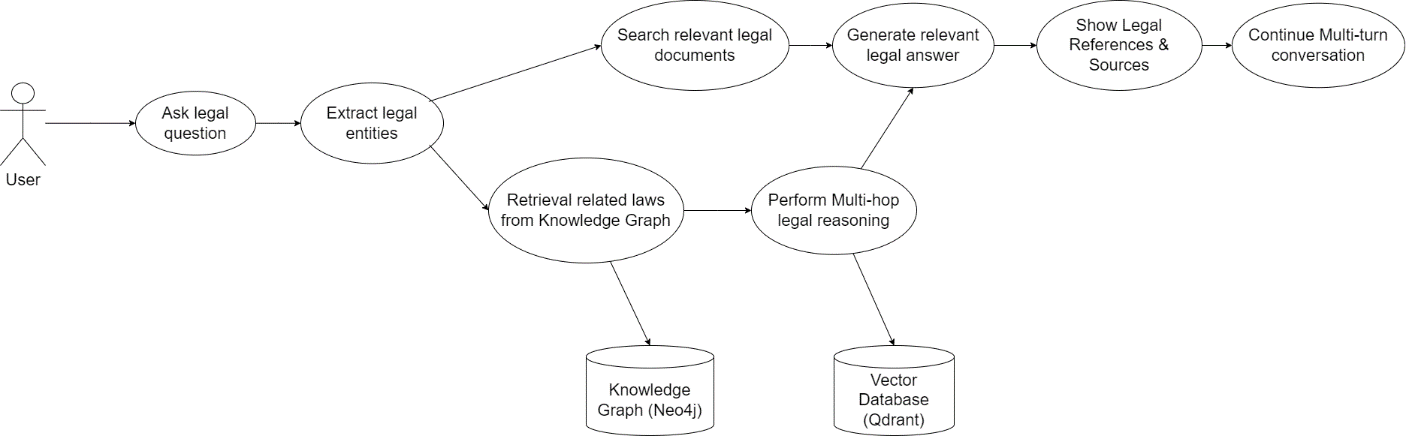 User
Ask legal
question
Extract legal
entities
Search relevant legal
documents
Generate relevant
legal answer
Show Legal
References &
Sources
Continue Multi-turn
conversation
Retrieval related laws
from Knowledge Graph
Perform Multi-hop
legal reasoning
Knowledge
Graph (Neo4j)
Vector
Database
(Qdrant)